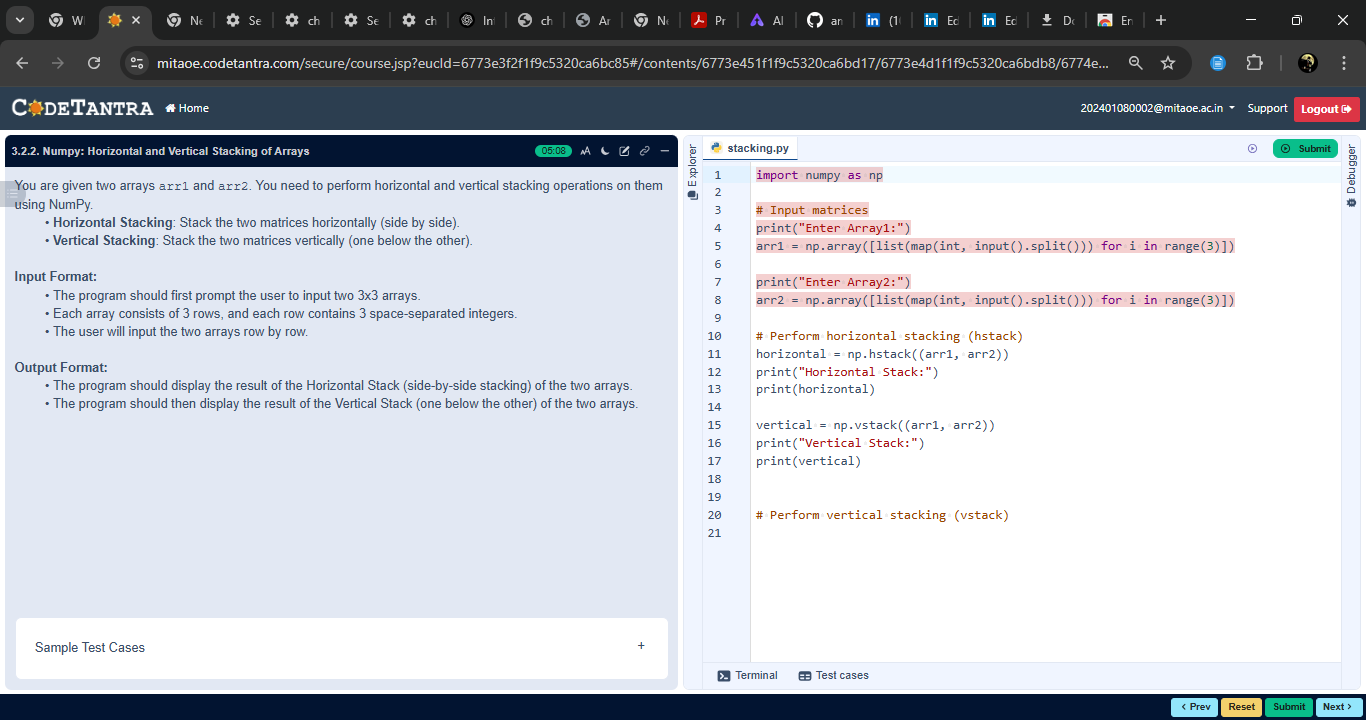 Wl
Ne
Se
ch
Se
ch
In
ch
Ar
Ne
Pr
Al
an
(1(
Ed
Ed
Do
En
mitaoe.codetantra.com/secure/course.jsp?eucId=6773e3f2f1f9c5320ca6bc85#/contents/6773e451f1f9c5320ca6bd17/6773e4d1f1f9c5320ca6bdb8/6774e...
CODETANTRA
Home
202401080002@mitaoe.ac.in
Support
Logout
3.2.2. Numpy: Horizontal and Vertical Stacking of Arrays
05:08
AA
You are given two arrays arr1 and arr2. You need to perform horizontal and vertical stacking operations on them
using NumPy.
• Horizontal Stacking: Stack the two matrices horizontally (side by side).
• Vertical Stacking: Stack the two matrices vertically (one below the other).
Input Format:
• The program should first prompt the user to input two 3x3 arrays.
• Each array consists of 3 rows, and each row contains 3 space-separated integers.
• The user will input the two arrays row by row.
Output Format:
• The program should display the result of the Horizontal Stack (side-by-side stacking) of the two arrays.
• The program should then display the result of the Vertical Stack (one below the other) of the two arrays.
Sample Test Cases
+
Explorer
stacking.py
Submit
Debugger
1 import numpy as np
2
3 # Input matrices
4 print("Enter Array1:")
5 arr1 = np.array([list(map(int, input().split())) for i in range(3)])
6
7 print("Enter Array2:")
8 arr2 = np.array([list(map(int, input().split())) for i in range(3)])
9
10 # Perform horizontal stacking (hstack)
11 horizontal = np.hstack((arr1, arr2))
12 print("Horizontal Stack:")
13 print(horizontal)
14
15 vertical = np.vstack((arr1, arr2))
16 print("Vertical Stack:")
17 print(vertical)
18
19
20 # Perform vertical stacking (vstack)
21
Terminal
Test cases
< Prev
Reset
Submit
Next >